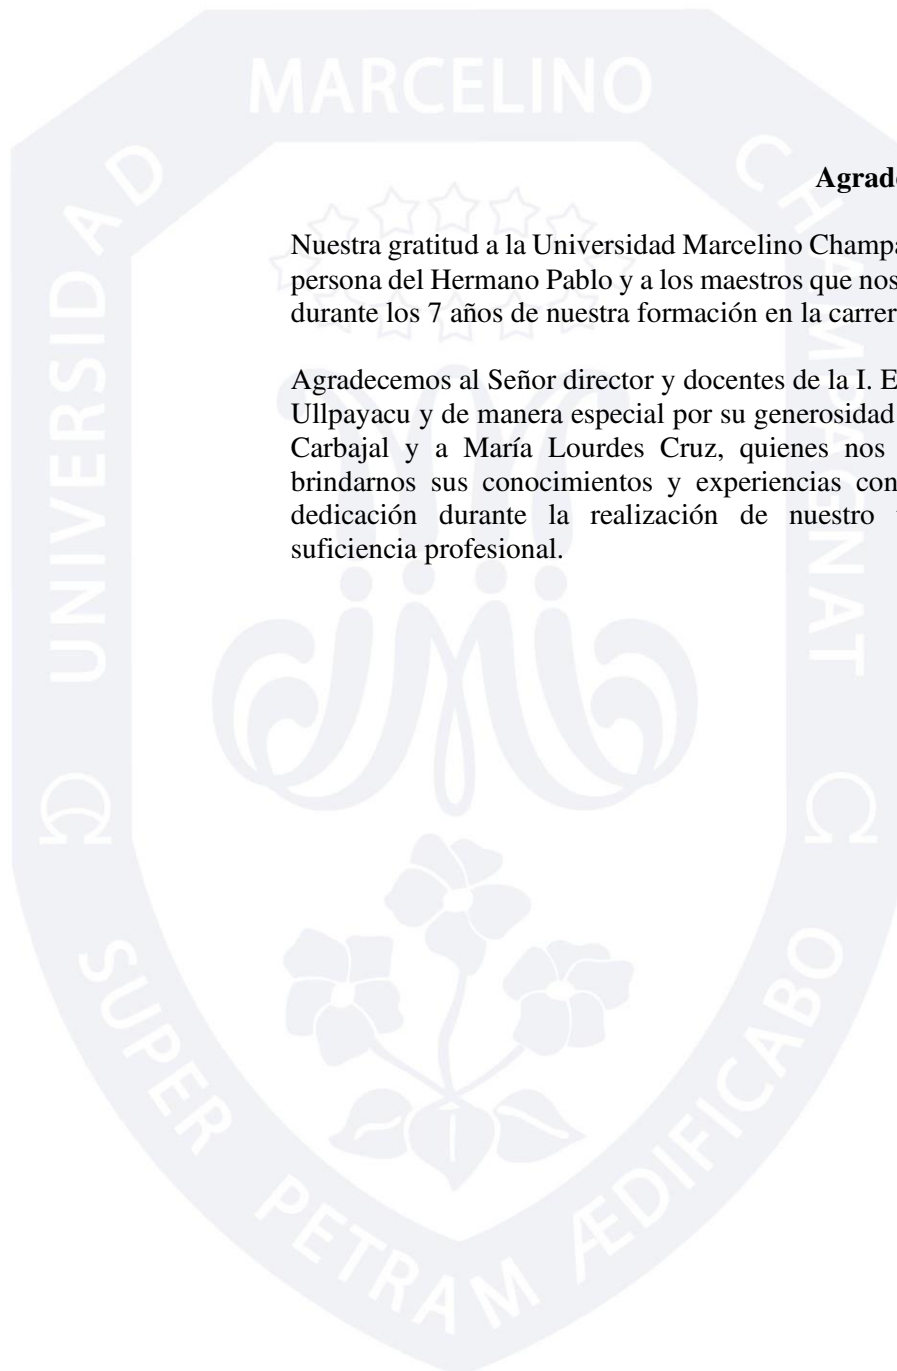 MARCELINO
UNIVERSIDAD
CHAMPAGNAT
Nuestra gratitud a la Universidad Marcelino
persona del Hermano Pablo y a los maestros que nos
durante los 7 años de nuestra formación en la
Agradecemos al Señor director y docentes de la I. E
Ullpayacu y de manera especial por su generosidad
Carbajal y a María Lourdes Cruz, quienes nos
brindarnos sus conocimientos y experiencias con
dedicación durante la realización de nuestro
suficiencia profesional.
SUPER PETRAM ÆDIFICABO